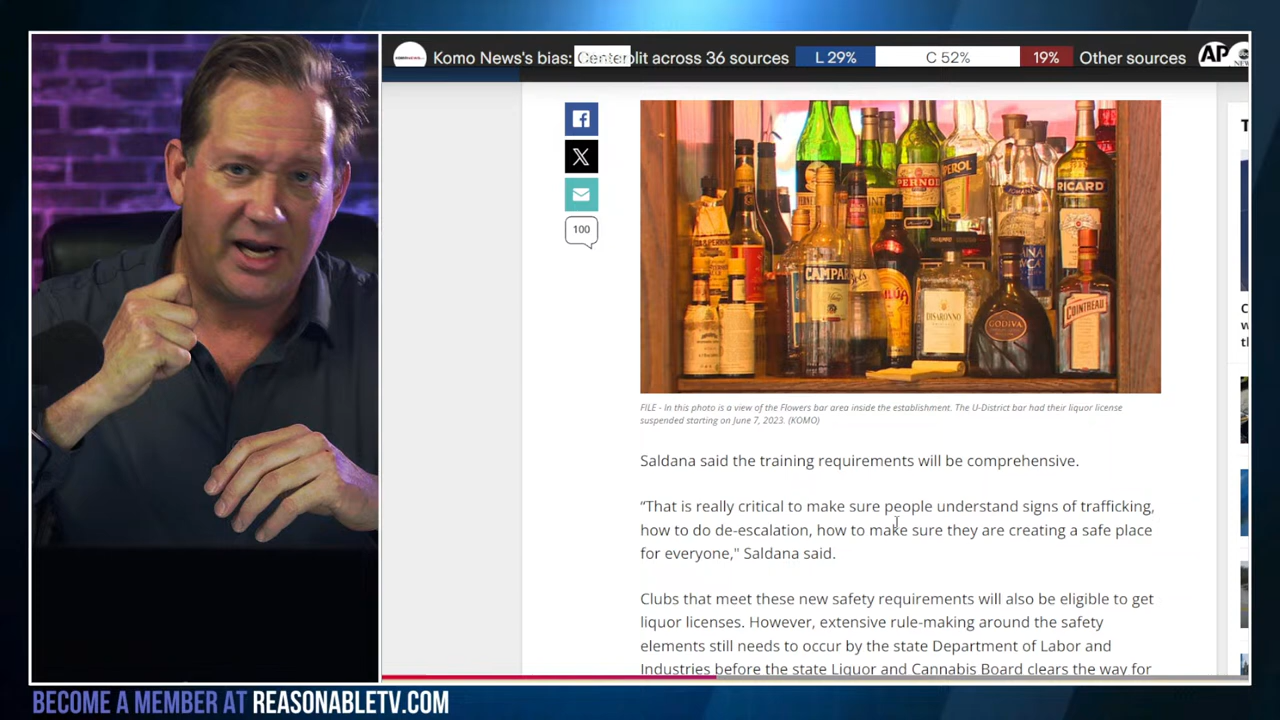 Komo News's bias: Center
split across 36 sources
L 29%
C 52%
19%
Other sources
AP
100
PERNOD
APEROL
RICARD
CAMPARI
DISARONNO
GODIVA
COINTREAU
FILE - In this photo is a view of the Flowers bar area inside the establishment. The U-District bar had their liquor license
suspended starting on June 7, 2023. (KOMO)
Saldana said the training requirements will be comprehensive.
“That is really critical to make sure people understand signs of trafficking,
how to do de-escalation, how to make sure they are creating a safe place
for everyone," Saldana said.
Clubs that meet these new safety requirements will also be eligible to get
liquor licenses. However, extensive rule-making around the safety
elements still needs to occur by the state Department of Labor and
Industries before the state Liquor and Cannabis Board clears the way for
BECOME A MEMBER AT REASONABLETV.COM